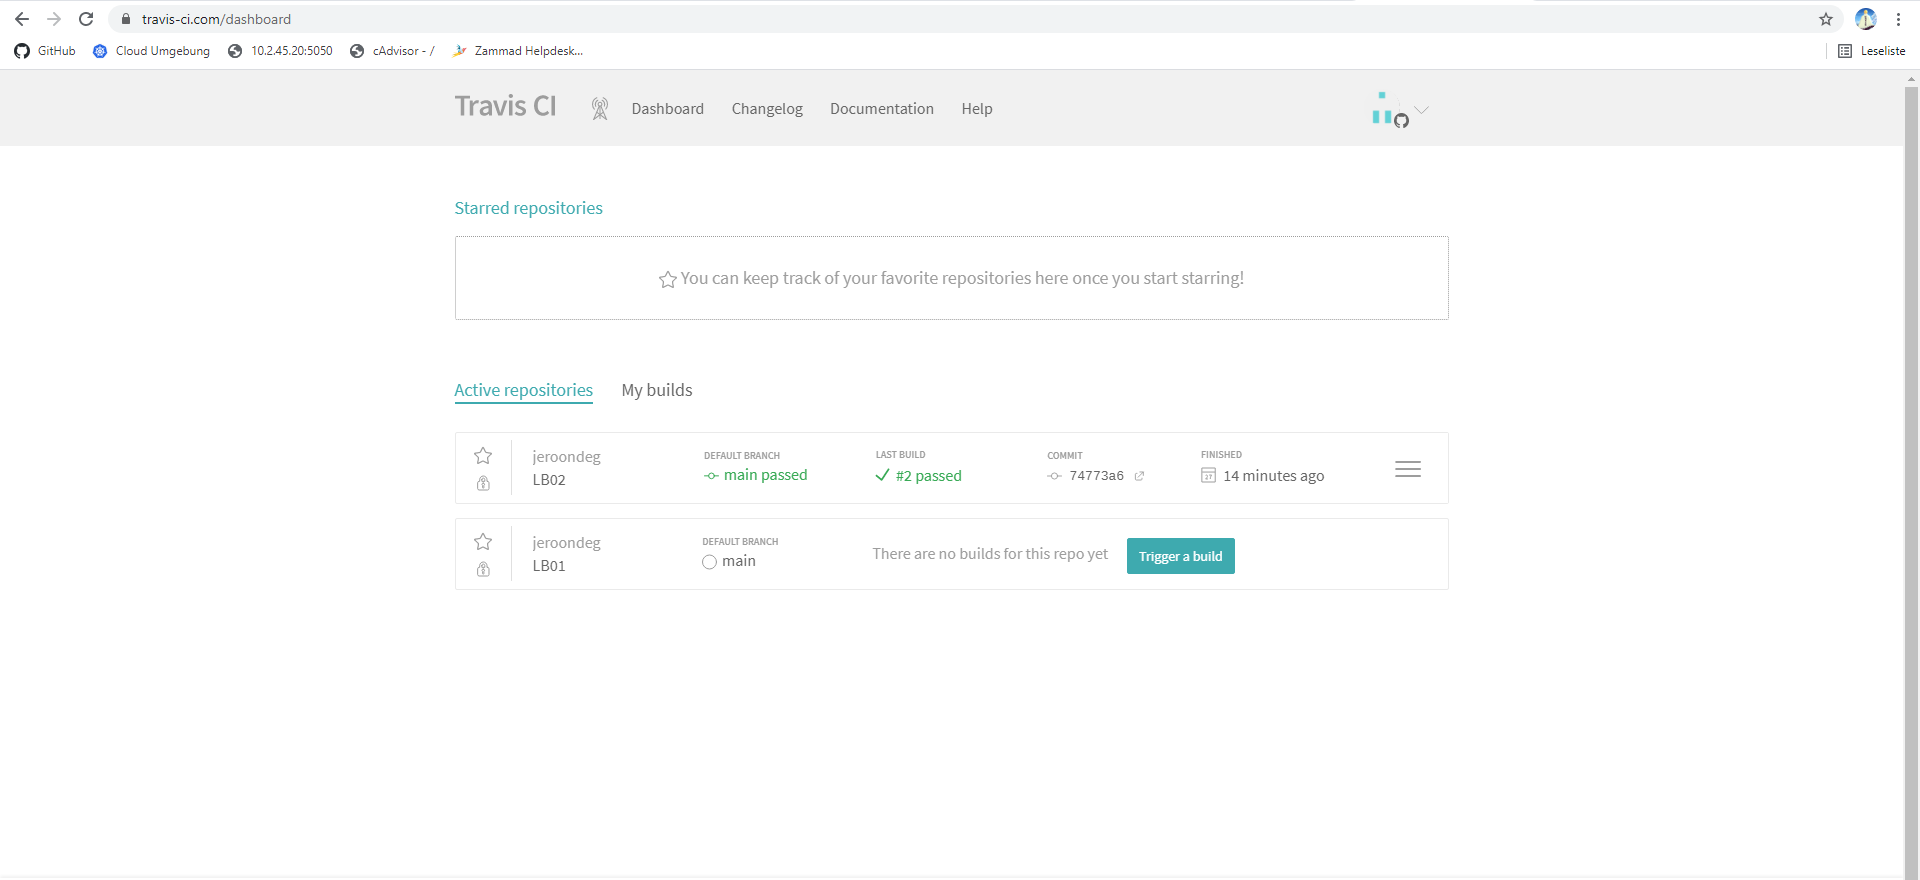 travis-ci.com/dashboard
GitHub Cloud Umgebung 10.2.45.20:5050 cAdvisor - / Zammad Helpdesk... Leseliste
Travis CI Dashboard Changelog Documentation Help
Starred repositories
You can keep track of your favorite repositories here once you start starring!
Active repositories My builds
jeroondeg DEFAULT BRANCH LAST BUILD COMMIT FINISHED
LB02 main passed #2 passed 74773a6 14 minutes ago
jeroondeg DEFAULT BRANCH There are no builds for this repo yet Trigger a build
LB01 main